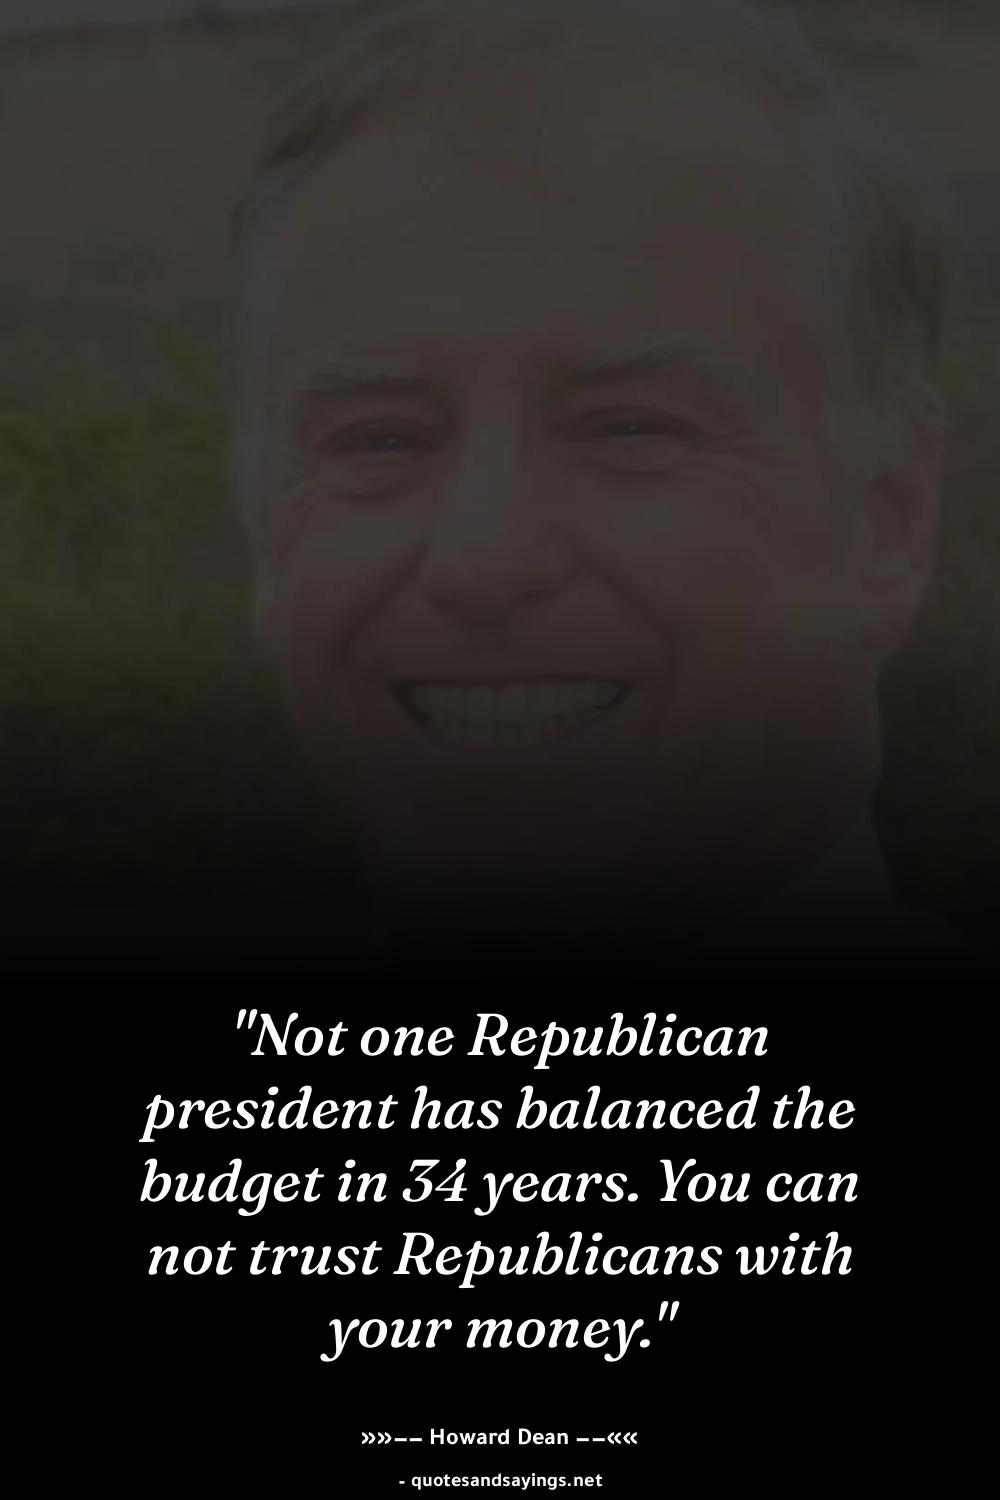 "Not one Republican
president has balanced the
budget in 34 years. You can
not trust Republicans with
your money."
»»−− Howard Dean −−««
- quotesandsayings.net